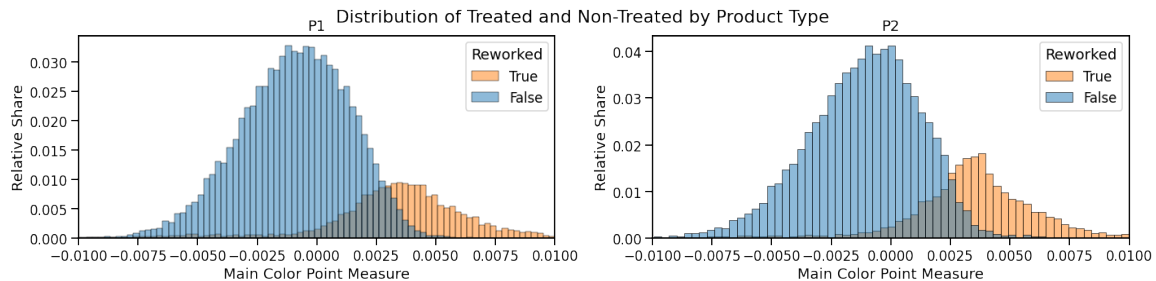 Distribution of Treated and Non-Treated by Product Type
P1
Relative Share
0.030
0.025
0.020
0.015
0.010
0.005
0.000
−0.0100 −0.0075 −0.0050 −0.0025 0.0000 0.0025 0.0050 0.0075 0.0100
Main Color Point Measure
Reworked
True
False
P2
Relative Share
0.04
0.03
0.02
0.01
0.00
−0.0100 −0.0075 −0.0050 −0.0025 0.0000 0.0025 0.0050 0.0075 0.0100
Main Color Point Measure
Reworked
True
False